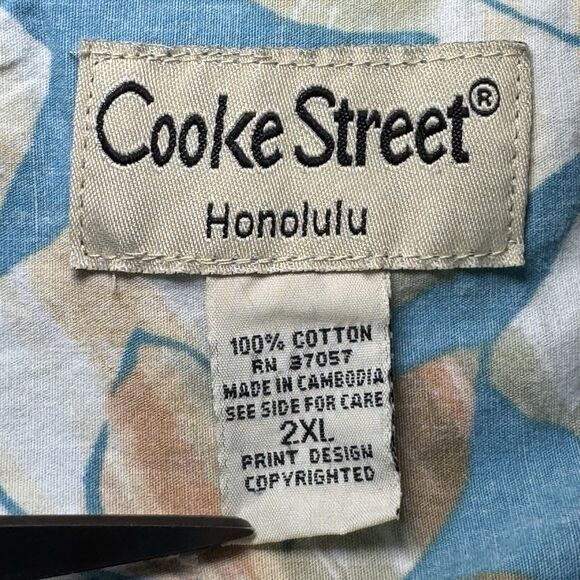 Cooke Street®
Honolulu
100% COTTON
RN 37057
MADE IN CAMBODIA
SEE SIDE FOR CARE
2XL
PRINT DESIGN
COPYRIGHTED